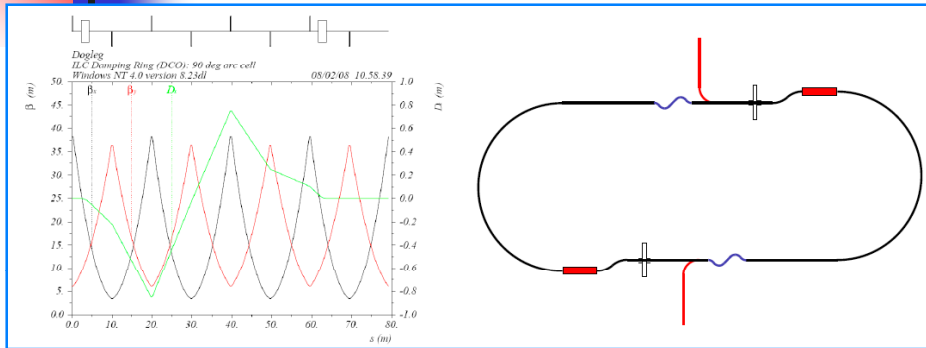 Dogleg
ILC Damping Ring (DCO): 90 deg arc cell
Windows NT 4.0 version 8.23dl 08/02/08 10.58.39
β (m)
D (m)
βx βy Dx
50. 1.0
45. 0.8
40. 0.6
35. 0.4
30. 0.2
25. 0.0
20. -0.2
15. -0.4
10. -0.6
5. -0.8
0.0 -1.0
0.0 10. 20. 30. 40. 50. 60. 70. 80.
s (m)